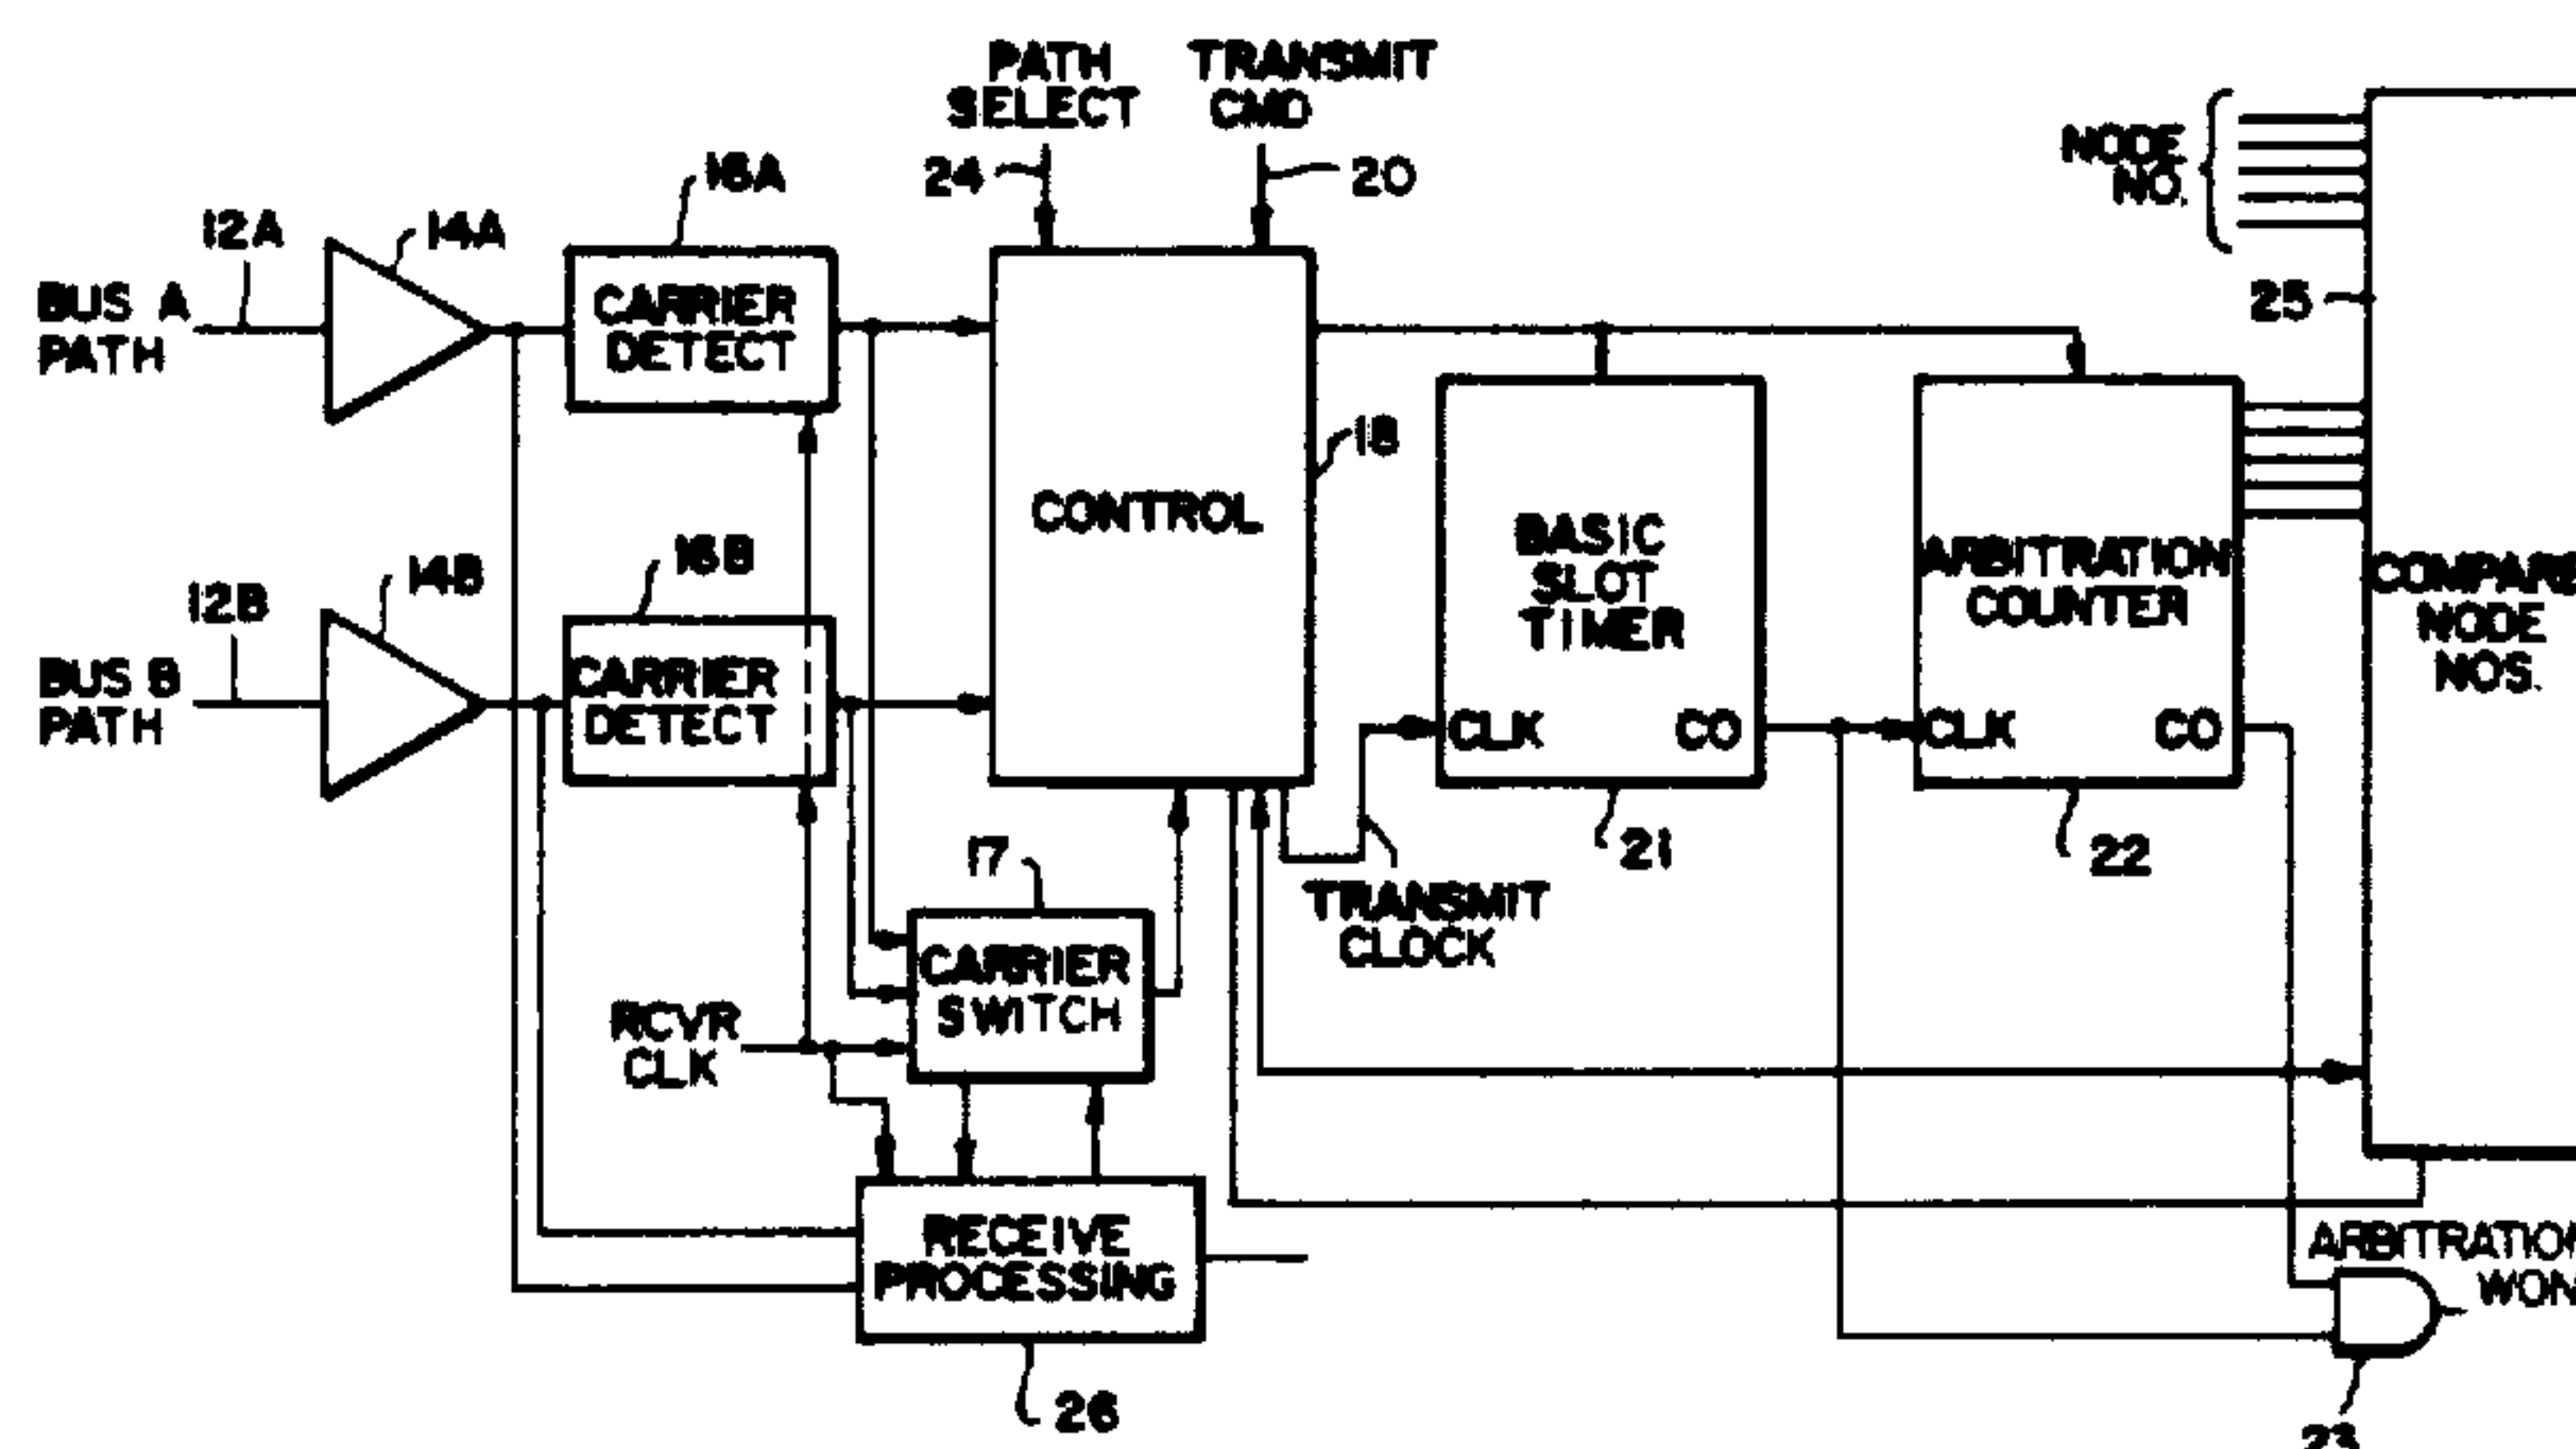 PATH
SELECT
TRANSMIT
CMD
24
20
NODE
NO.
16A
12A
14A
BUS A
PATH
CARRIER
DETECT
25
18
CONTROL
16B
14B
12B
BUS B
PATH
CARRIER
DETECT
BASIC
SLOT
TIMER
CLK
CO
ARBITRATION
COUNTER
CLK
CO
COMPARE
NODE
NOS.
21
22
17
TRANSMIT
CLOCK
CARRIER
SWITCH
RCVR
CLK
RECEIVE
PROCESSING
ARBITRATION
WON
26
23